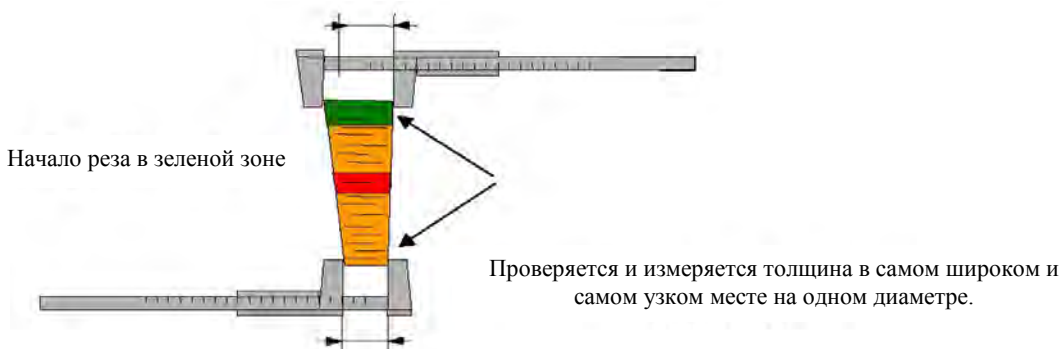 Начало реза в зеленой зоне
Проверяется и измеряется толщина в самом широком и
самом узком месте на одном диаметре.